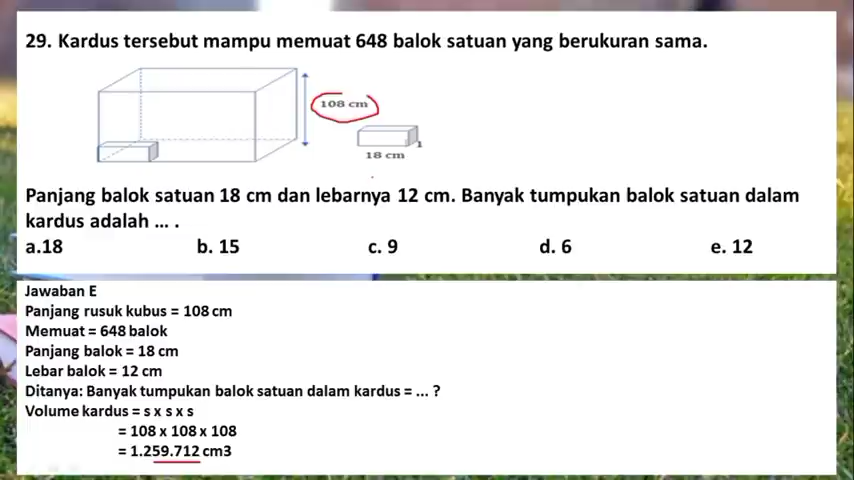 29. Kardus tersebut mampu memuat 648 balok satuan yang berukuran sama.
108 cm
18 cm
Panjang balok satuan 18 cm dan lebarnya 12 cm. Banyak tumpukan balok satuan dalam
kardus adalah ... .
a.18 b. 15 c. 9 d. 6 e. 12
Jawaban E
Panjang rusuk kubus = 108 cm
Memuat = 648 balok
Panjang balok = 18 cm
Lebar balok = 12 cm
Ditanya: Banyak tumpukan balok satuan dalam kardus = ... ?
Volume kardus = s x s x s
= 108 x 108 x 108
= 1.259.712 cm3